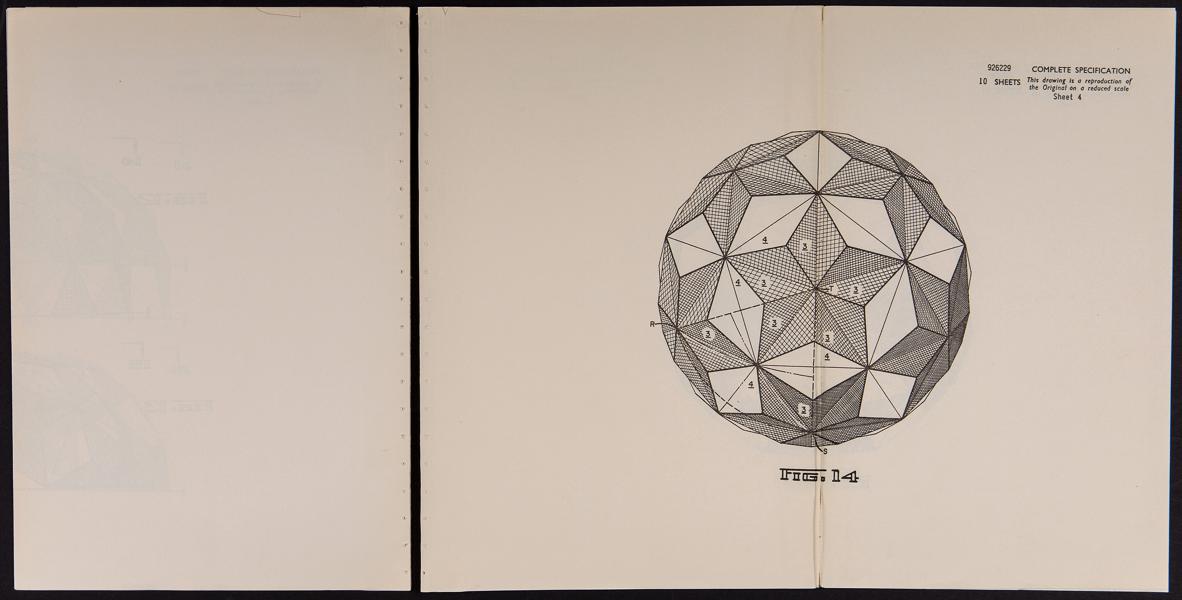 926229 COMPLETE SPECIFICATION
10 SHEETS This drawing is a reproduction of
the Original on a reduced scale
Sheet 4
4
3
4
3
T
3
R
3
3
3
4
4
3
S
FIG. 14